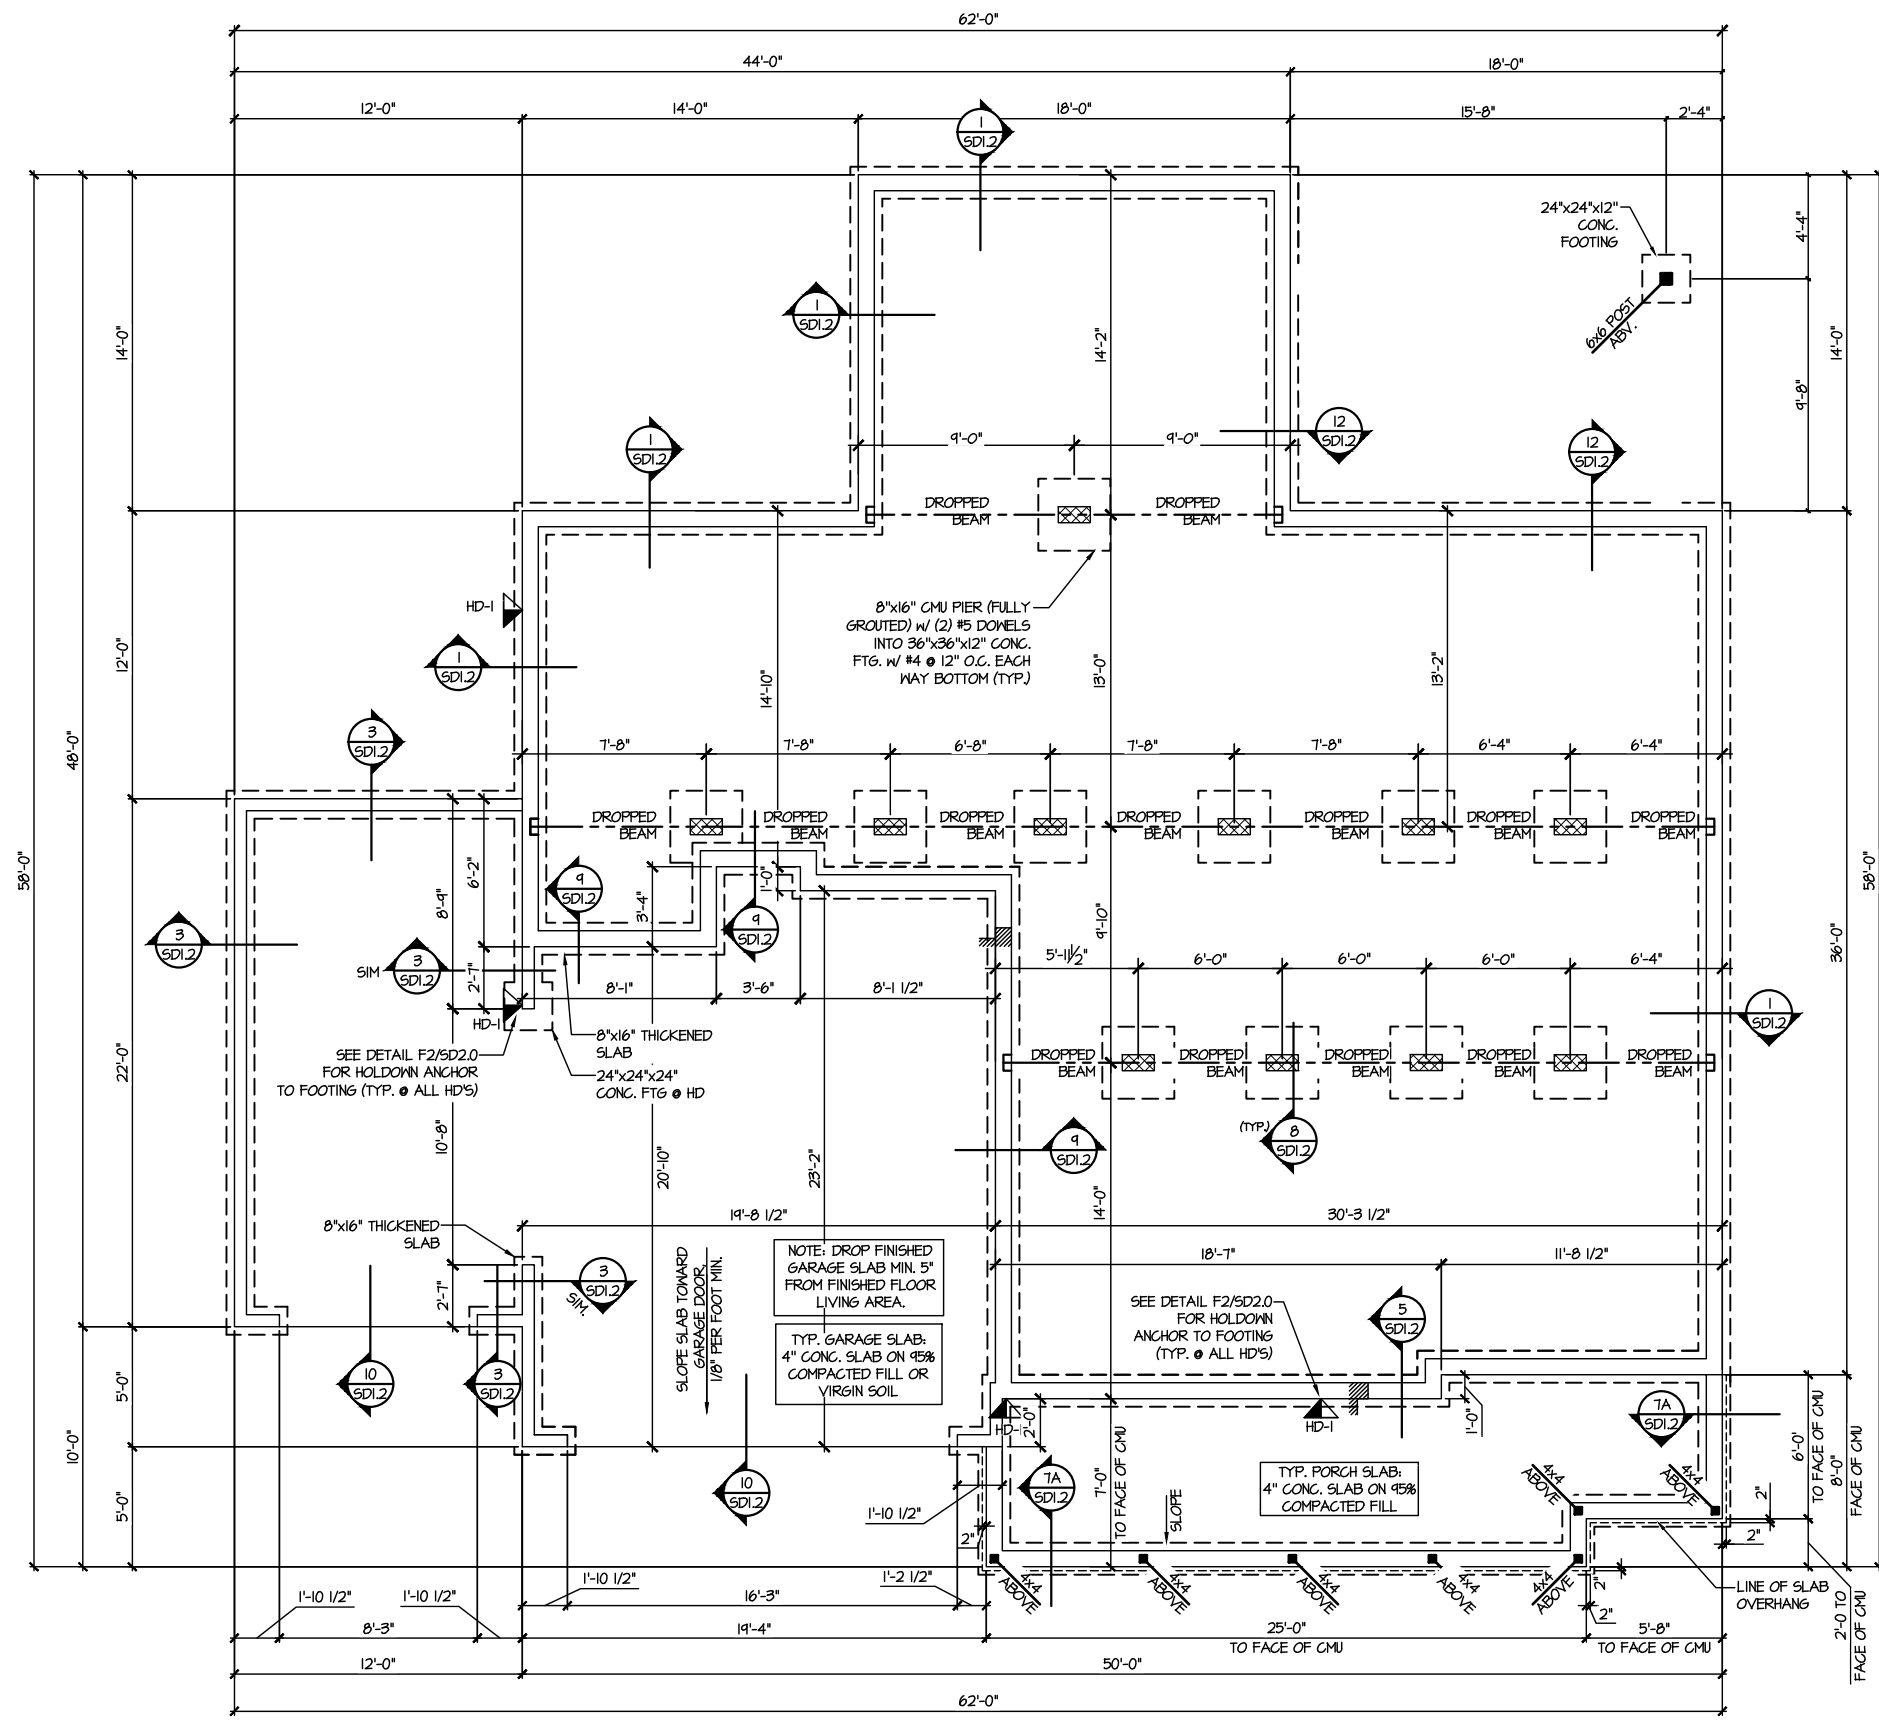 62'-0"
44'-0"
18'-0"
12'-0"
14'-0"
18'-0"
15'-8"
2'-4"
1
SD1.2
24"x24"x12"
CONC.
FOOTING
6x6 POST
ABV.
4'-4"
9'-8"
14'-0"
14'-0"
1
SD1.2
14'-2"
9'-0"
9'-0"
12
SD1.2
12
SD1.2
1
SD1.2
DROPPED
BEAM
DROPPED
BEAM
HD-1
8"x16" CMU PIER (FULLY
GROUTED) W/ (2) #5 DOWELS
INTO 36"x36"x12" CONC.
FTG. W/ #4 @ 12" O.C. EACH
WAY BOTTOM (TYP.)
1
SD1.2
12'-0"
14'-10"
13'-0"
13'-2"
3
SD1.2
48'-0"
7'-8"
7'-8"
6'-8"
7'-8"
7'-8"
6'-4"
6'-4"
DROPPED
BEAM
DROPPED
BEAM
DROPPED
BEAM
DROPPED
BEAM
DROPPED
BEAM
DROPPED
BEAM
DROPPED
BEAM
58'-0"
58'-0"
8'-9"
6'-2"
9
SD1.2
3'-4"
1'-0"
9
SD1.2
9'-10"
36'-0"
3
SD1.2
SIM
3
SD1.2
2'-7"
5'-11 1/2"
6'-0"
6'-0"
6'-0"
6'-4"
8'-1"
3'-6"
8'-1 1/2"
1
SD1.2
HD-1
8"x16" THICKENED
SLAB
SEE DETAIL F2/SD2.0
FOR HOLDOWN ANCHOR
TO FOOTING (TYP. @ ALL HD'S)
24"x24"x24"
CONC. FTG @ HD
DROPPED
BEAM
DROPPED
BEAM
DROPPED
BEAM
DROPPED
BEAM
DROPPED
BEAM
22'-0"
10'-8"
20'-10"
23'-2"
9
SD1.2
(TYP.)
8
SD1.2
14'-0"
19'-8 1/2"
30'-3 1/2"
8"x16" THICKENED
SLAB
18'-7"
11'-8 1/2"
3
SD1.2
SIM.
2'-7"
SLOPE SLAB TOWARD
GARAGE DOOR,
1/8" PER FOOT MIN.
NOTE: DROP FINISHED
GARAGE SLAB MIN. 5"
FROM FINISHED FLOOR
LIVING AREA.
TYP. GARAGE SLAB:
4" CONC. SLAB ON 95%
COMPACTED FILL OR
VIRGIN SOIL
SEE DETAIL F2/SD2.0
FOR HOLDOWN
ANCHOR TO FOOTING
(TYP. @ ALL HD'S)
5
SD1.2
10
SD1.2
3
SD1.2
5'-0"
10'-0"
5'-0"
HD-1
2'-0"
HD-1
1'-0"
7A
SD1.2
6'-0"
TO FACE OF CMU
8'-0"
FACE OF CMU
10
SD1.2
7A
SD1.2
7'-0"
TO FACE OF CMU
SLOPE
TYP. PORCH SLAB:
4" CONC. SLAB ON 95%
COMPACTED FILL
4x4
ABOVE
4x4
ABOVE
1'-10 1/2"
2"
2"
2"
4x4
ABOVE
4x4
ABOVE
4x4
ABOVE
4x4
ABOVE
4x4
ABOVE
2"
2"
LINE OF SLAB
OVERHANG
2'-0 TO
FACE OF CMU
1'-10 1/2"
1'-10 1/2"
1'-10 1/2"
16'-3"
1'-2 1/2"
8'-3"
19'-4"
25'-0"
TO FACE OF CMU
5'-8"
TO FACE OF CMU
12'-0"
50'-0"
62'-0"